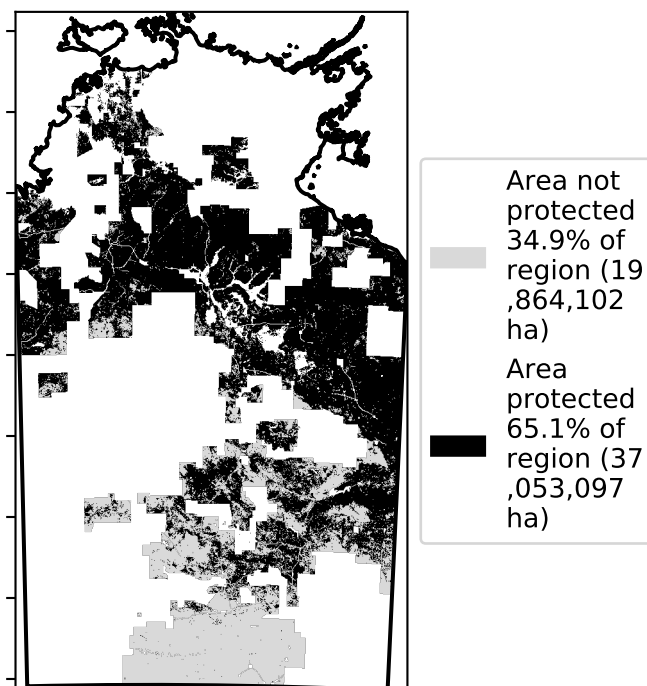 Area not
protected
34.9% of
region (19
,864,102
ha)
Area
protected
65.1% of
region (37
,053,097
ha)